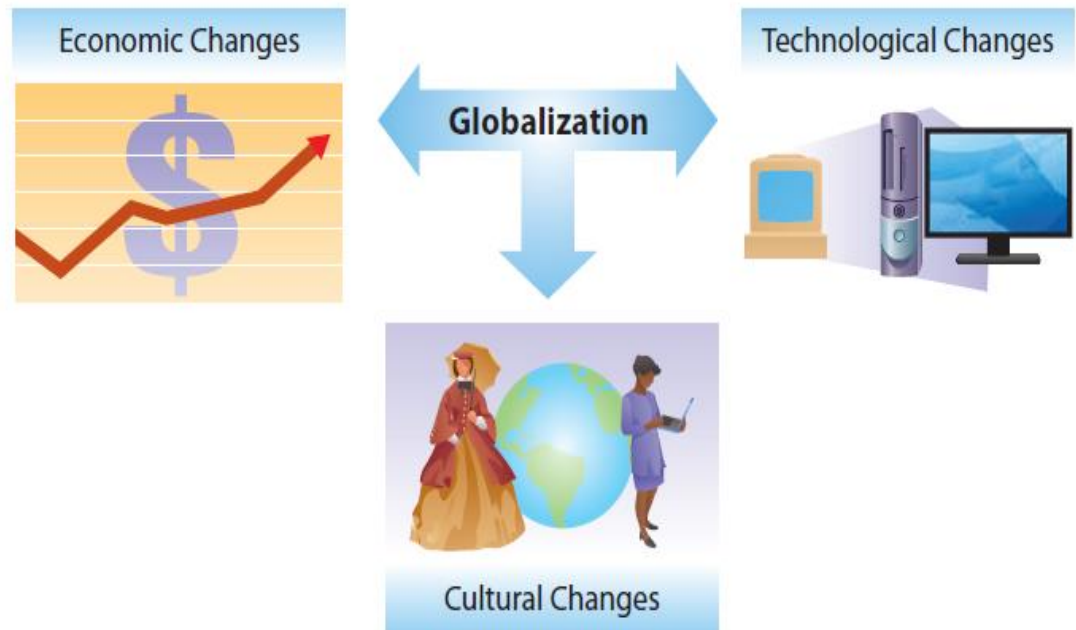 Economic Changes
Technological Changes
Globalization
$
Cultural Changes